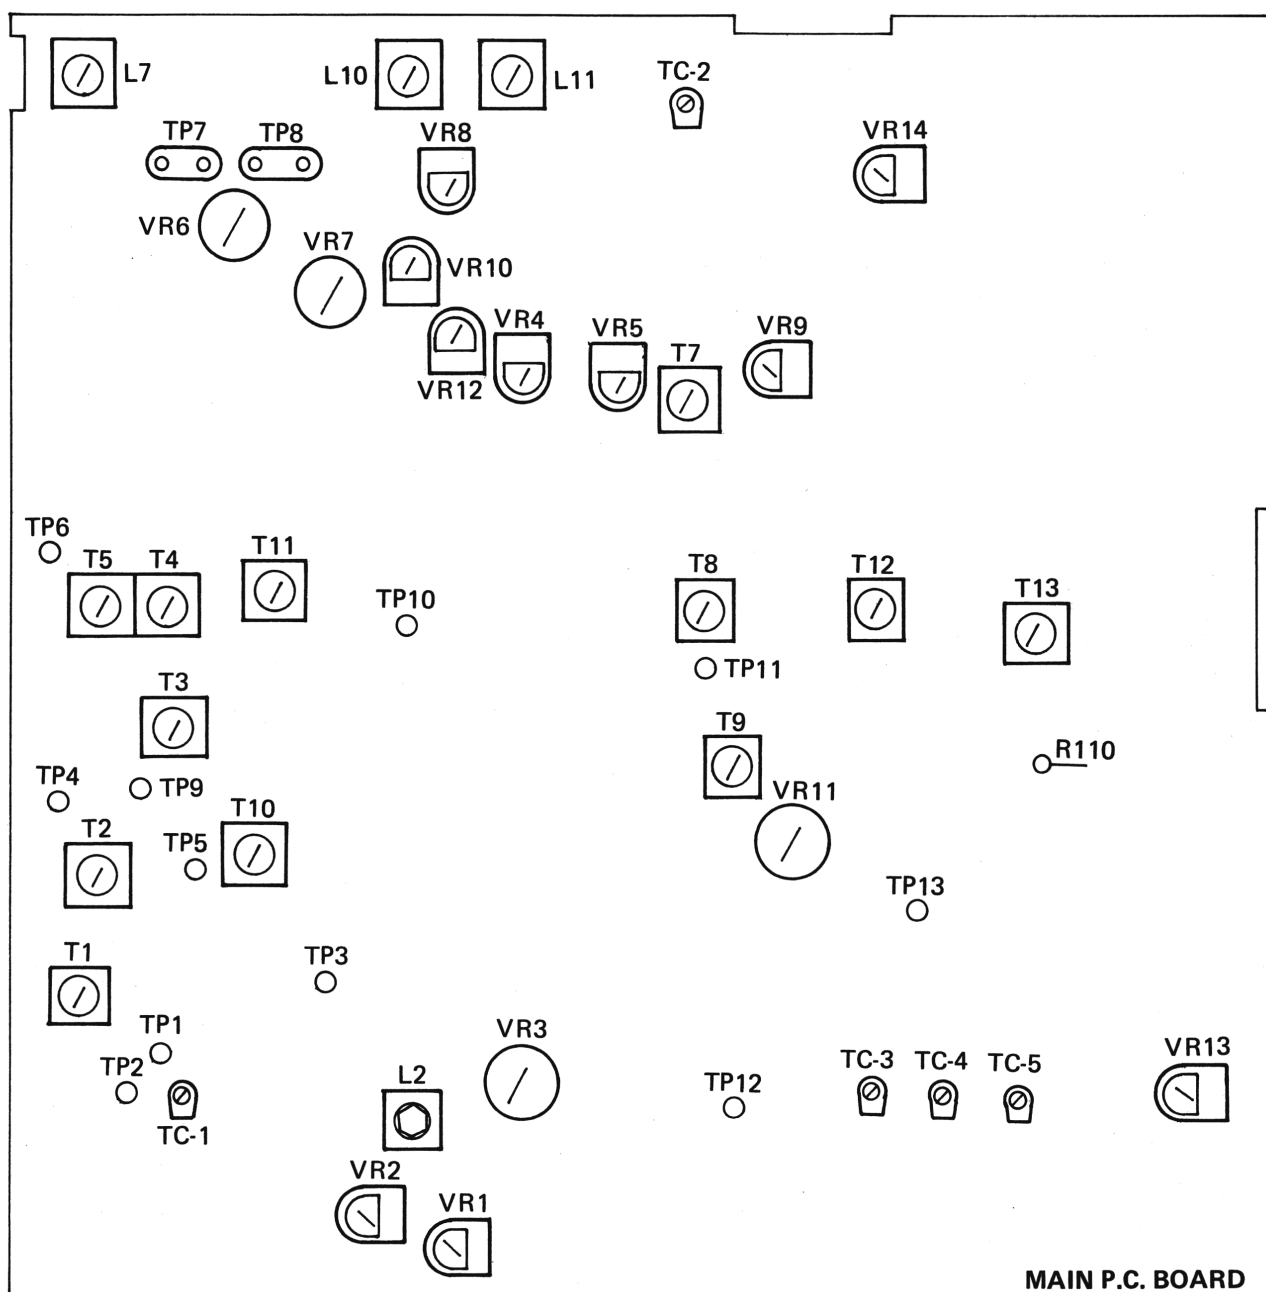 L7
L10
L11
TC-2
TP7
TP8
VR8
VR14
VR6
VR7
VR10
VR4
VR5
VR9
T7
VR12
TP6
T5
T4
T11
TP10
T8
T12
T13
TP11
T3
T9
R110
TP4
TP9
VR11
T10
T2
TP5
TP13
T1
TP3
TP1
VR3
TP2
L2
TP12
TC-3
TC-4
TC-5
VR13
TC-1
VR2
VR1
MAIN P.C. BOARD